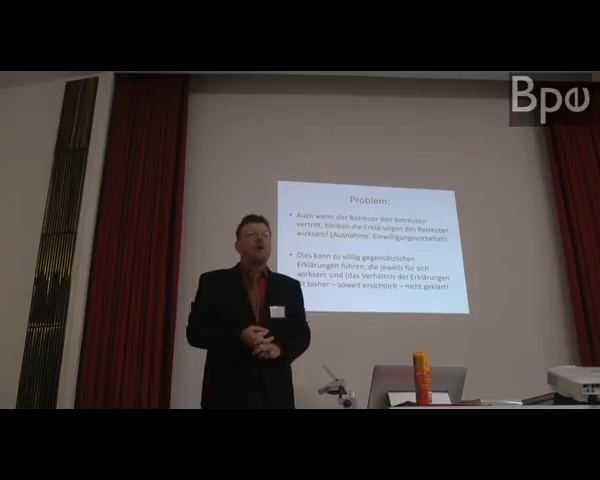 Bpe
Problem:
• Auch wenn der Betreuer den Betreuten
vertritt, bleiben die Erklärungen des Betreuten
wirksam! (Ausnahme: Einwilligungsvorbehalt)
• Dies kann zu völlig gegensätzlichen
Erklärungen führen, die jeweils für sich
wirksam sind (das Verhältnis der Erklärungen
st bisher – soweit ersichtlich – nicht geklärt!